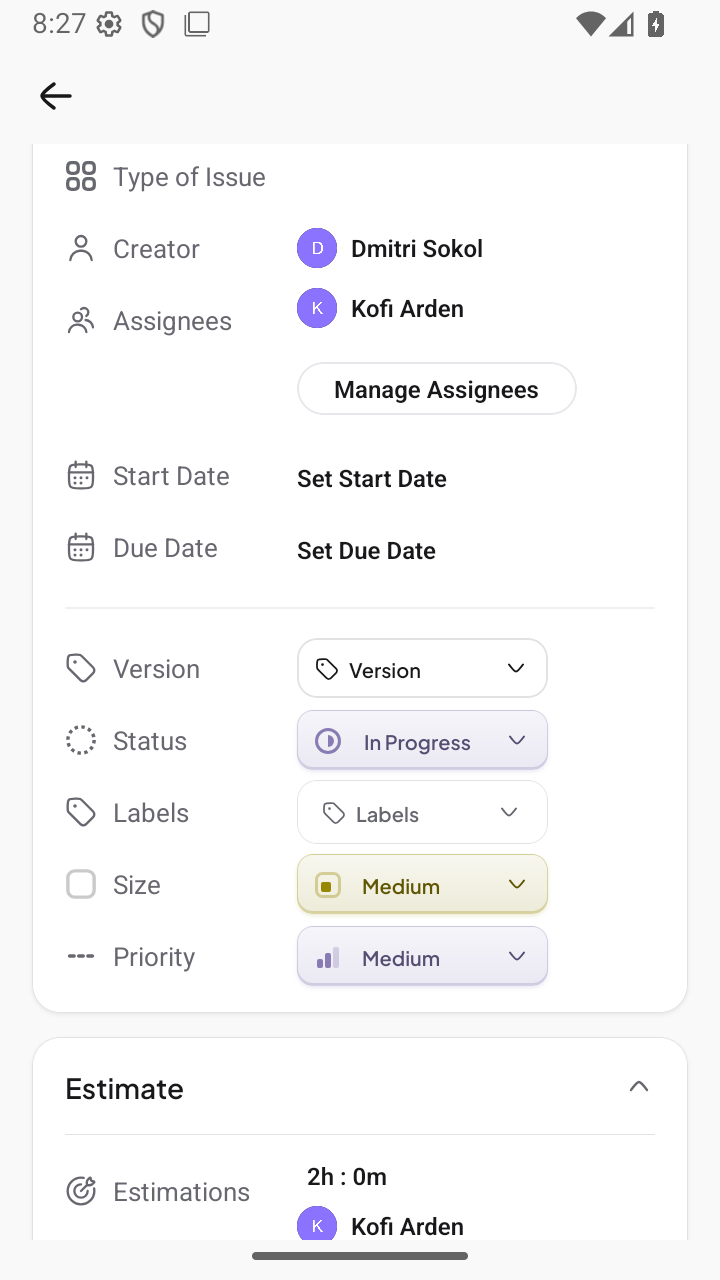 8:27
Type of Issue
Creator
D Dmitri Sokol
Assignees
K Kofi Arden
Manage Assignees
Start Date
Set Start Date
Due Date
Set Due Date
Version
Version
Status
In Progress
Labels
Labels
Size
Medium
Priority
Medium
Estimate
Estimations
2h : 0m
K Kofi Arden